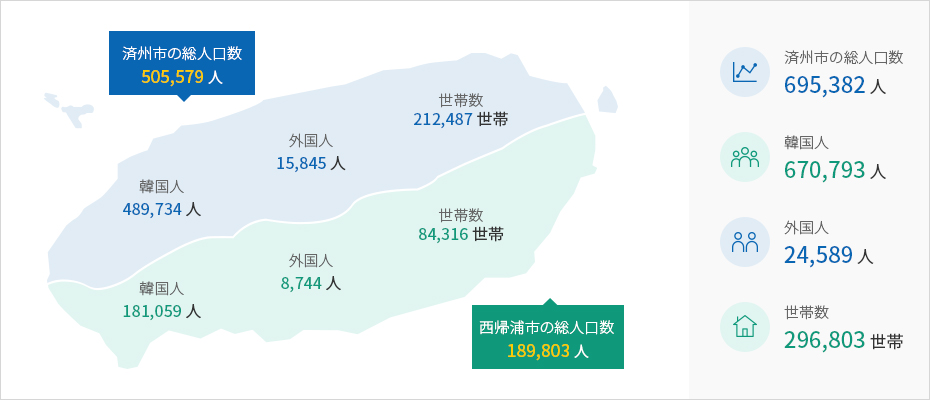 済州市の総人口数
505,579 人
世帯数
212,487 世帯
外国人
15,845 人
韓国人
489,734 人
世帯数
84,316 世帯
外国人
8,744 人
韓国人
181,059 人
西帰浦市の総人口数
189,803 人
済州市の総人口数
695,382 人
韓国人
670,793 人
外国人
24,589 人
世帯数
296,803 世帯